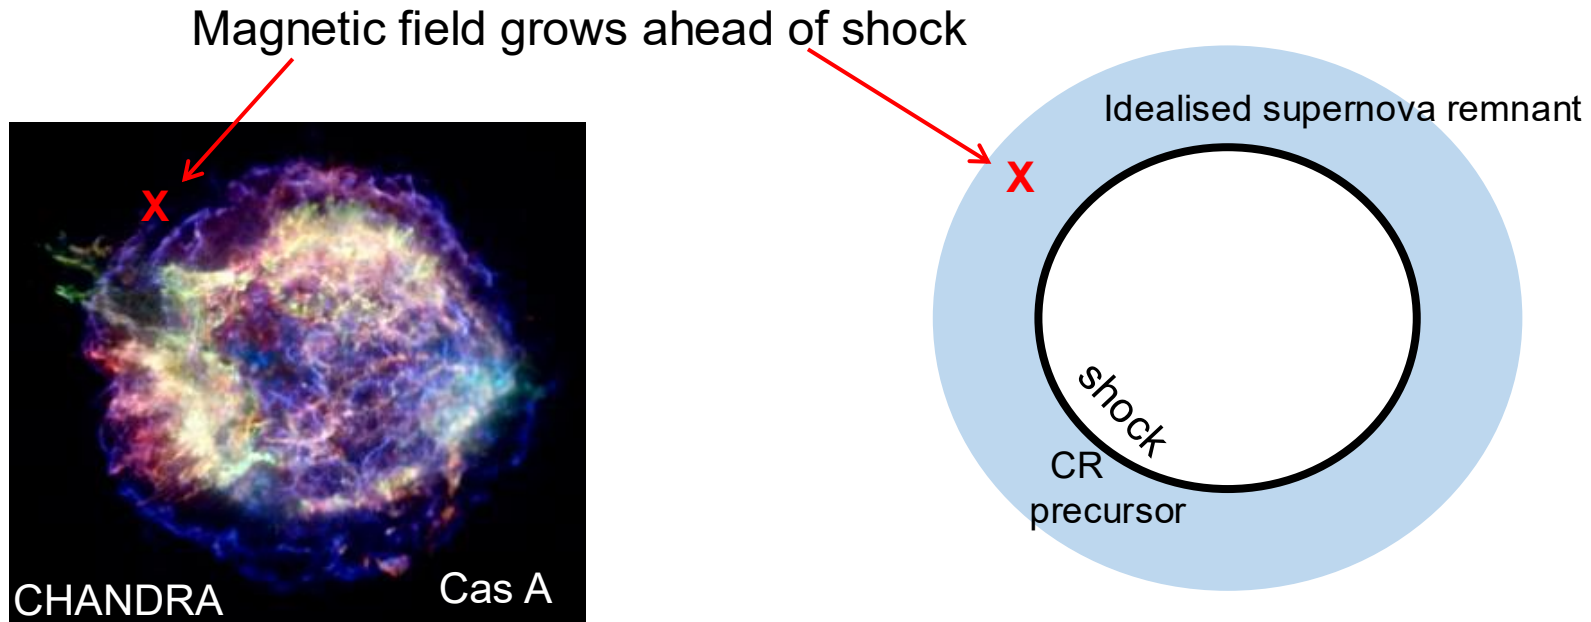 Magnetic field grows ahead of shock
Idealised supernova remnant
X
X
shock
CR
precursor
Cas A
CHANDRA